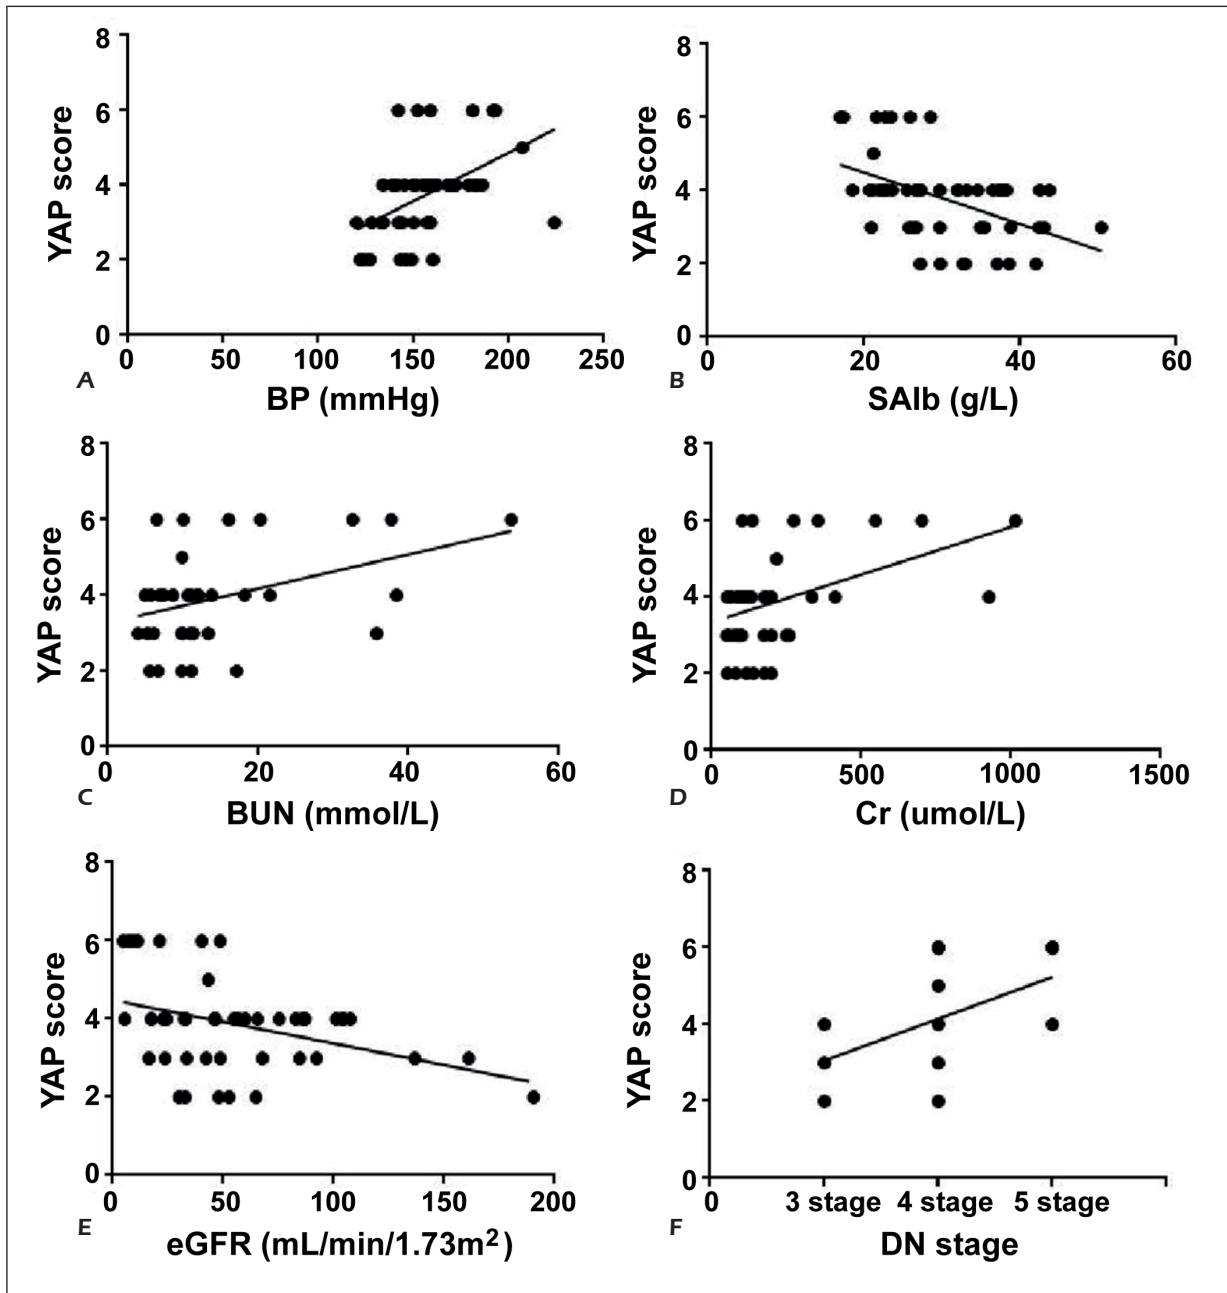 8
6
4
2
0
YAP score
0 50 100 150 200 250
A
BP (mmHg)
8
6
4
2
0
YAP score
0 20 40 60
B
SAlb (g/L)
8
6
4
2
0
YAP score
0 20 40 60
C
BUN (mmol/L)
8
6
4
2
0
YAP score
0 500 1000 1500
D
Cr (umol/L)
8
6
4
2
0
YAP score
0 50 100 150 200
E
eGFR (mL/min/1.73m²)
8
6
4
2
0
YAP score
0 3 stage 4 stage 5 stage
F
DN stage